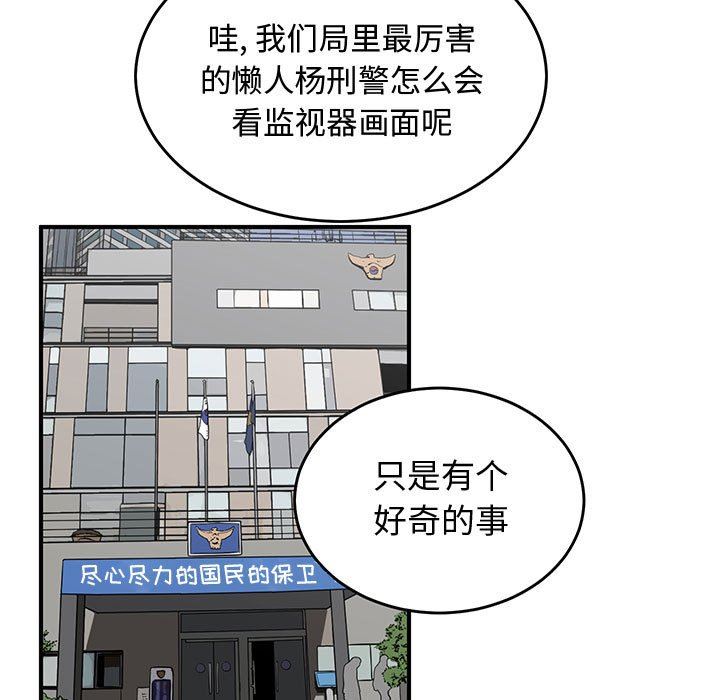 哇, 我们局里最厉害
的懒人杨刑警怎么会
看监视器画面呢
只是有个
好奇的事
尽心尽力的国民的保卫